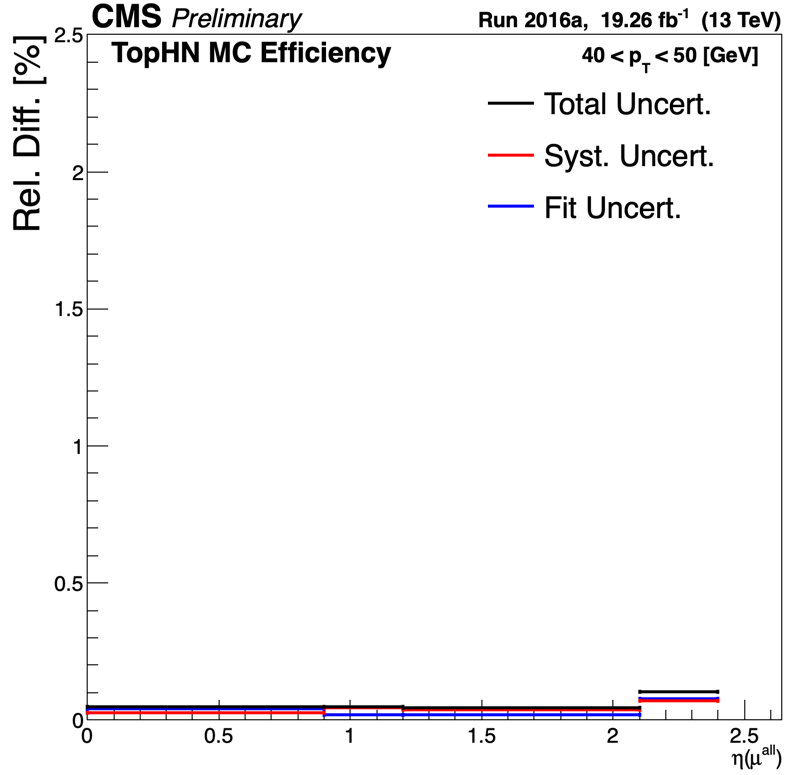 CMS Preliminary
Run 2016a, 19.26 fb⁻¹ (13 TeV)
TopHN MC Efficiency
40 < p_T < 50 [GeV]
Rel. Diff. [%]
Total Uncert.
Syst. Uncert.
Fit Uncert.
2.5
2
1.5
1
0.5
0
0 0.5 1 1.5 2 2.5
η(μ^all)